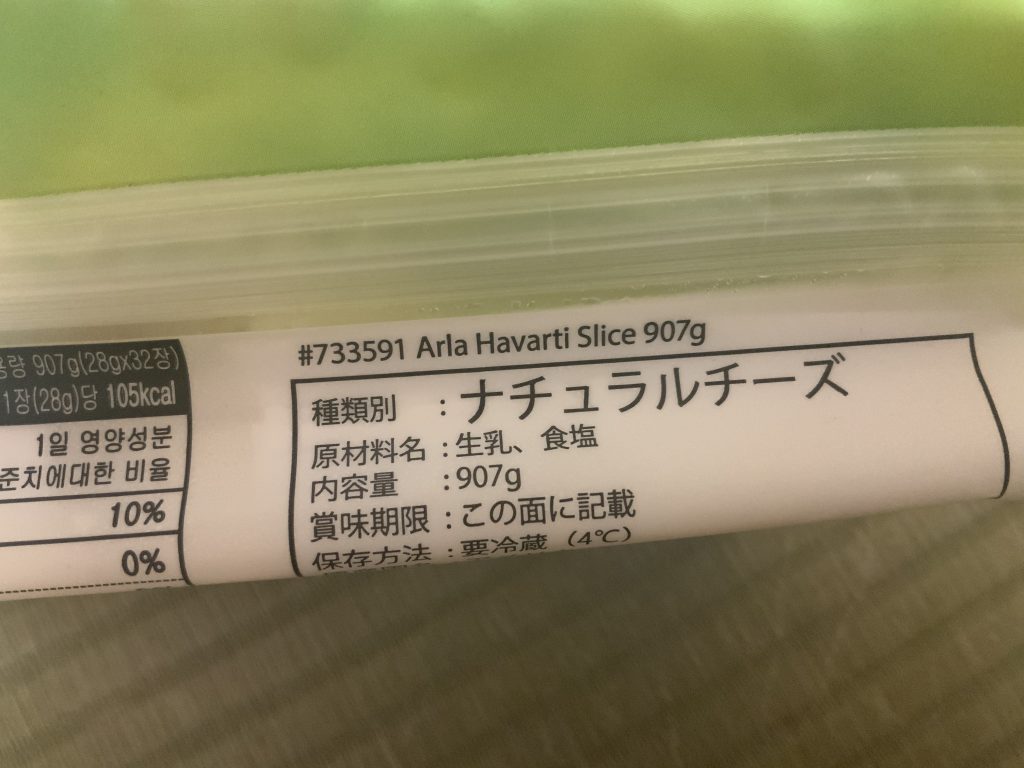 907g(28gx32장)
1장(28g)당 105kcal
1일 영양성분
준치에대한 비율
10%
0%
#733591 Arla Havarti Slice 907g
種類別 : ナチュラルチーズ
原材料名 : 生乳、食塩
内容量 : 907g
賞味期限 : この面に記載
保存方法 : 要冷蔵 (4℃)